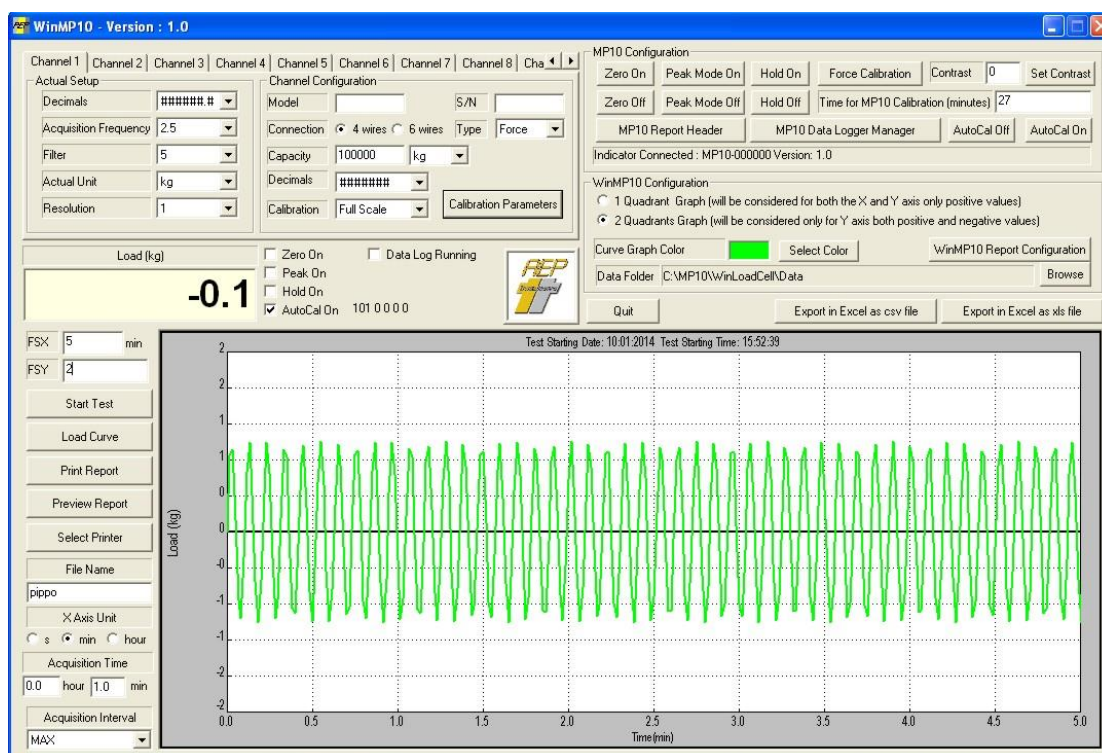 WinMP10 - Version : 1.0
Channel 1 Channel 2 Channel 3 Channel 4 Channel 5 Channel 6 Channel 7 Channel 8 Cha
Actual Setup
Decimals ######.#
Acquisition Frequency 2.5
Filter 5
Actual Unit kg
Resolution 1
Channel Configuration
Model S/N
Connection 4 wires 6 wires Type Force
Capacity 100000 kg
Decimals #######
Calibration Full Scale Calibration Parameters
MP10 Configuration
Zero On Peak Mode On Hold On Force Calibration Contrast 0 Set Contrast
Zero Off Peak Mode Off Hold Off Time for MP10 Calibration (minutes) 27
MP10 Report Header MP10 Data Logger Manager AutoCal Off AutoCal On
Indicator Connected : MP10-000000 Version: 1.0
WinMP10 Configuration
1 Quadrant Graph (will be considered for both the X and Y axis only positive values)
2 Quadrants Graph (will be considered only for Y axis both positive and negative values)
Curve Graph Color Select Color WinMP10 Report Configuration
Data Folder C:\MP10\WinLoadCell\Data Browse
Load (kg)
-0.1
Zero On Data Log Running
Peak On
Hold On
AutoCal On 101 0 0 0 0
AEP
Quit Export in Excel as csv file Export in Excel as xls file
FSX 5 min
FSY 2
Start Test
Load Curve
Print Report
Preview Report
Select Printer
File Name
pippo
X Axis Unit
s min hour
Acquisition Time
0.0 hour 1.0 min
Acquisition Interval
MAX
Test Starting Date: 10:01:2014 Test Starting Time: 15:52:39
Load (kg)
2
2
1
1
0
0
-0
-1
-1
-2
-2
0.0 0.5 1.0 1.5 2.0 2.5 3.0 3.5 4.0 4.5 5.0
Time(min)